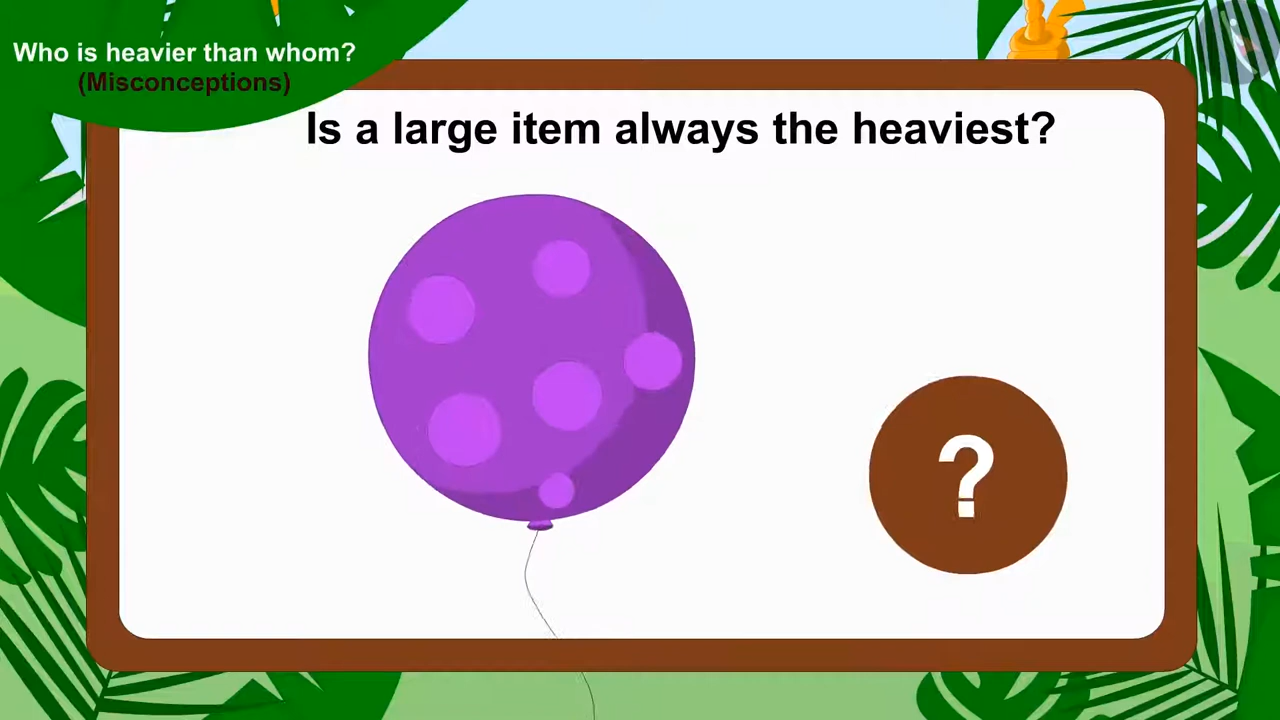 Who is heavier than whom?
(Misconceptions)
Is a large item always the heaviest?
?